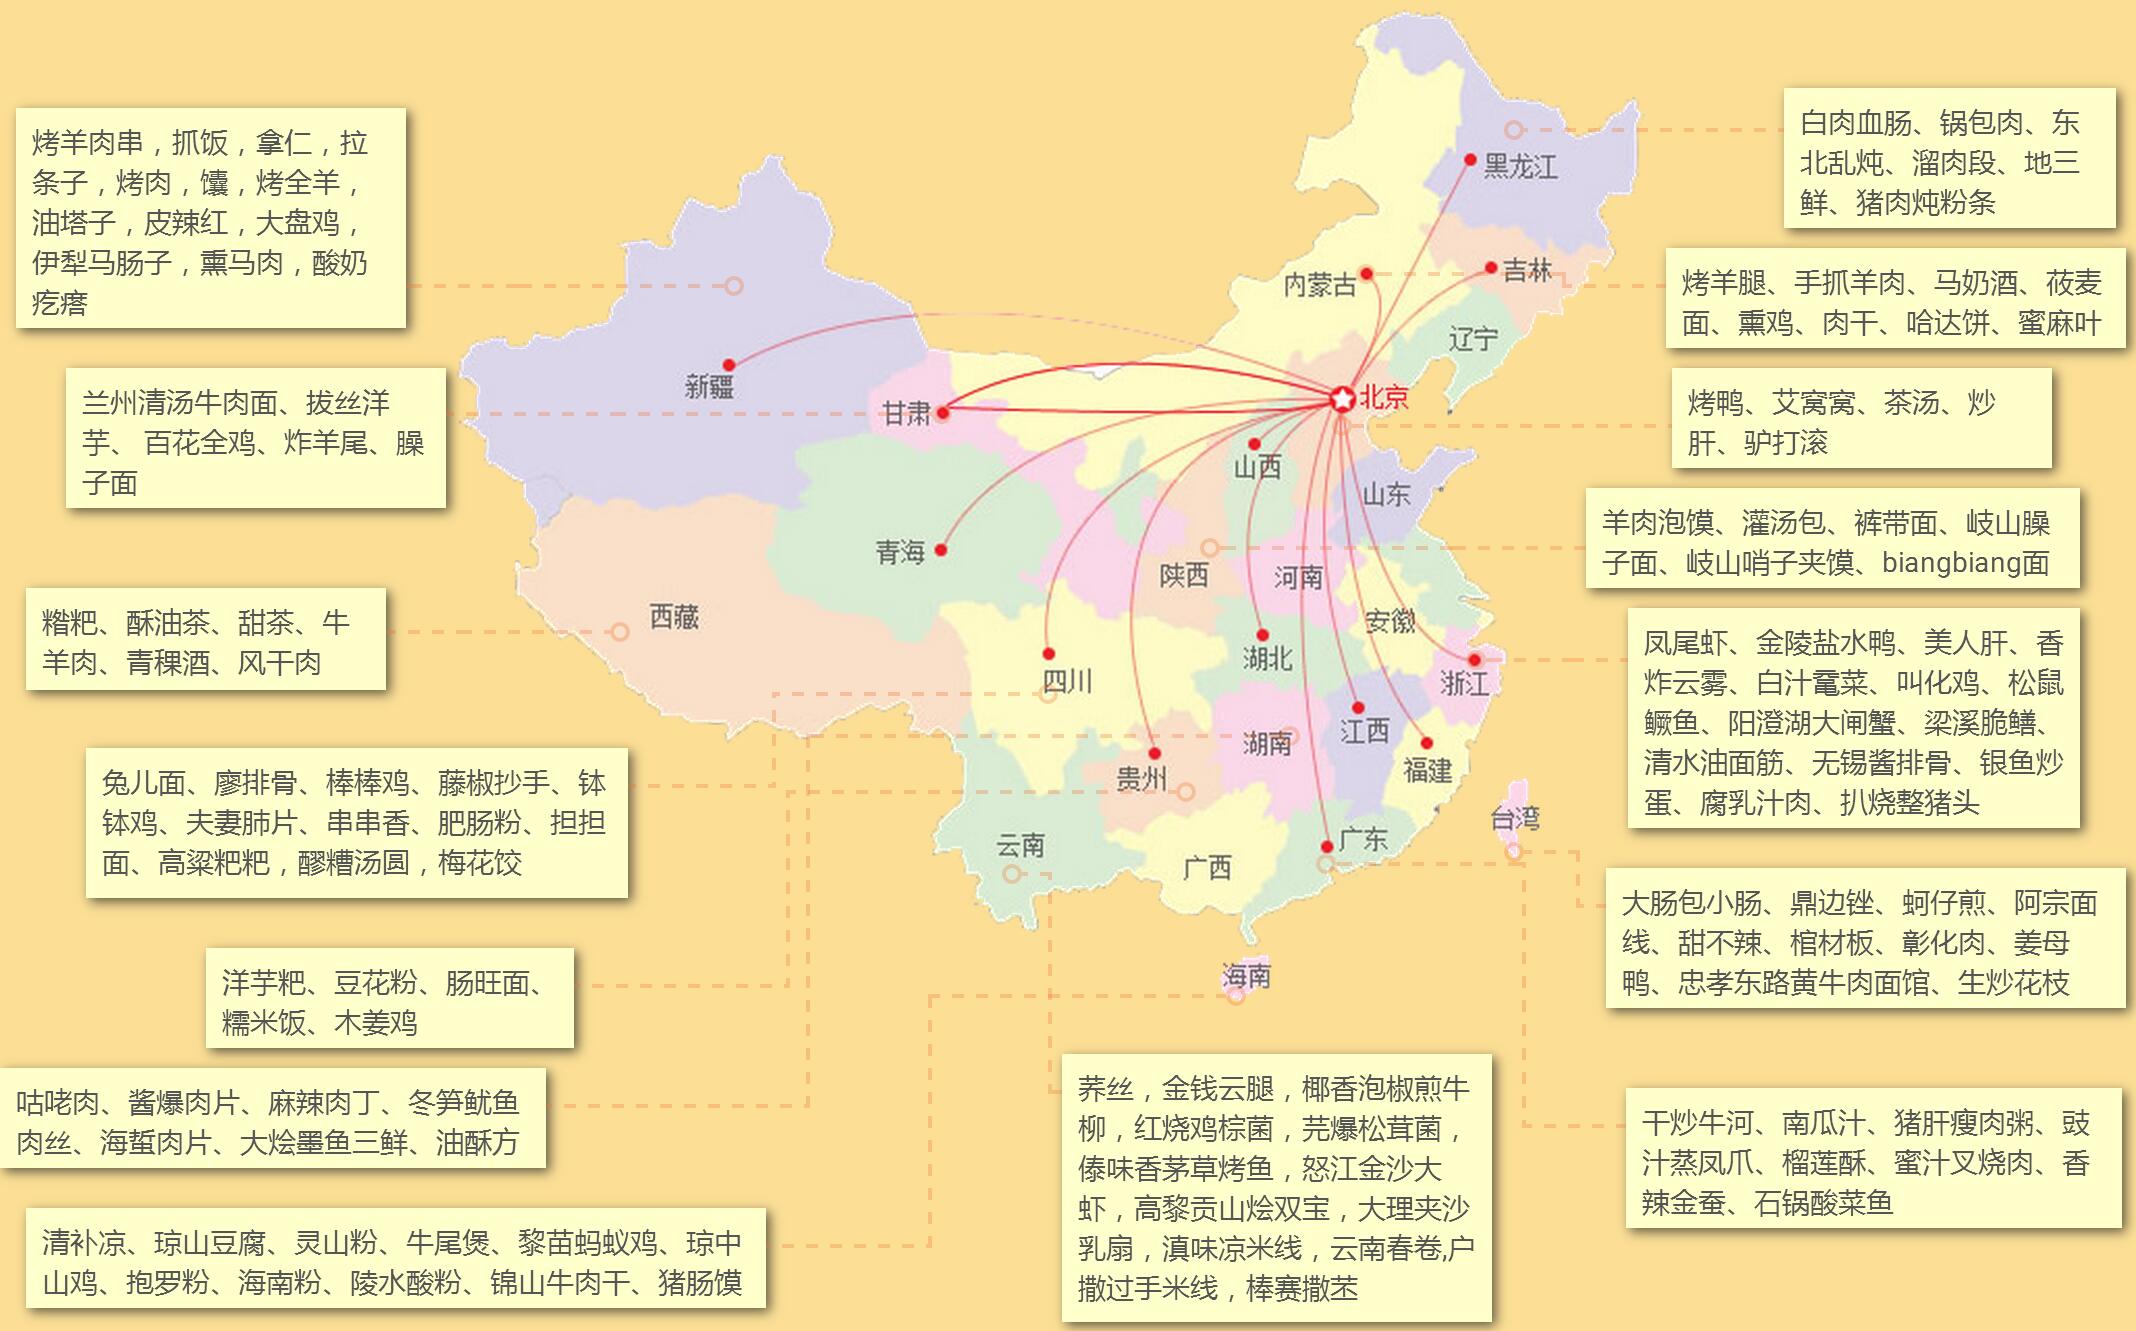 烤羊肉串，抓饭，拿仁，拉
条子，烤肉，馕，烤全羊，
油塔子，皮辣红，大盘鸡，
伊犁马肠子，熏马肉，酸奶
疙瘩
兰州清汤牛肉面、拔丝洋
芋、 百花全鸡、炸羊尾、臊
子面
糌粑、酥油茶、甜茶、牛
羊肉、青稞酒、风干肉
兔儿面、廖排骨、棒棒鸡、藤椒抄手、钵
钵鸡、夫妻肺片、串串香、肥肠粉、担担
面、高粱粑粑，醪糟汤圆，梅花饺
洋芋粑、豆花粉、肠旺面、
糯米饭、木姜鸡
咕咾肉、酱爆肉片、麻辣肉丁、冬笋鱿鱼
肉丝、海蜇肉片、大烩墨鱼三鲜、油酥方
清补凉、琼山豆腐、灵山粉、牛尾煲、黎苗蚂蚁鸡、琼中
山鸡、抱罗粉、海南粉、陵水酸粉、锦山牛肉干、猪肠馍
黑龙江
内蒙古
吉林
辽宁
新疆
甘肃
北京
山西
山东
青海
陕西
河南
西藏
安徽
湖北
四川
浙江
湖南
江西
贵州
福建
台湾
云南
广东
广西
海南
白肉血肠、锅包肉、东
北乱炖、溜肉段、地三
鲜、猪肉炖粉条
烤羊腿、手抓羊肉、马奶酒、莜麦
面、熏鸡、肉干、哈达饼、蜜麻叶
烤鸭、艾窝窝、茶汤、炒
肝、驴打滚
羊肉泡馍、灌汤包、裤带面、岐山臊
子面、岐山哨子夹馍、biangbiang面
凤尾虾、金陵盐水鸭、美人肝、香
炸云雾、白汁鼋菜、叫化鸡、松鼠
鳜鱼、阳澄湖大闸蟹、梁溪脆鳝、
清水油面筋、无锡酱排骨、银鱼炒
蛋、腐乳汁肉、扒烧整猪头
大肠包小肠、鼎边锉、蚵仔煎、阿宗面
线、甜不辣、棺材板、彰化肉、姜母
鸭、忠孝东路黄牛肉面馆、生炒花枝
干炒牛河、南瓜汁、猪肝瘦肉粥、豉
汁蒸凤爪、榴莲酥、蜜汁叉烧肉、香
辣金蚕、石锅酸菜鱼
荞丝，金钱云腿，椰香泡椒煎牛
柳，红烧鸡棕菌，芫爆松茸菌，
傣味香茅草烤鱼，怒江金沙大
虾，高黎贡山烩双宝，大理夹沙
乳扇，滇味凉米线，云南春卷,户
撒过手米线，棒赛撒苤